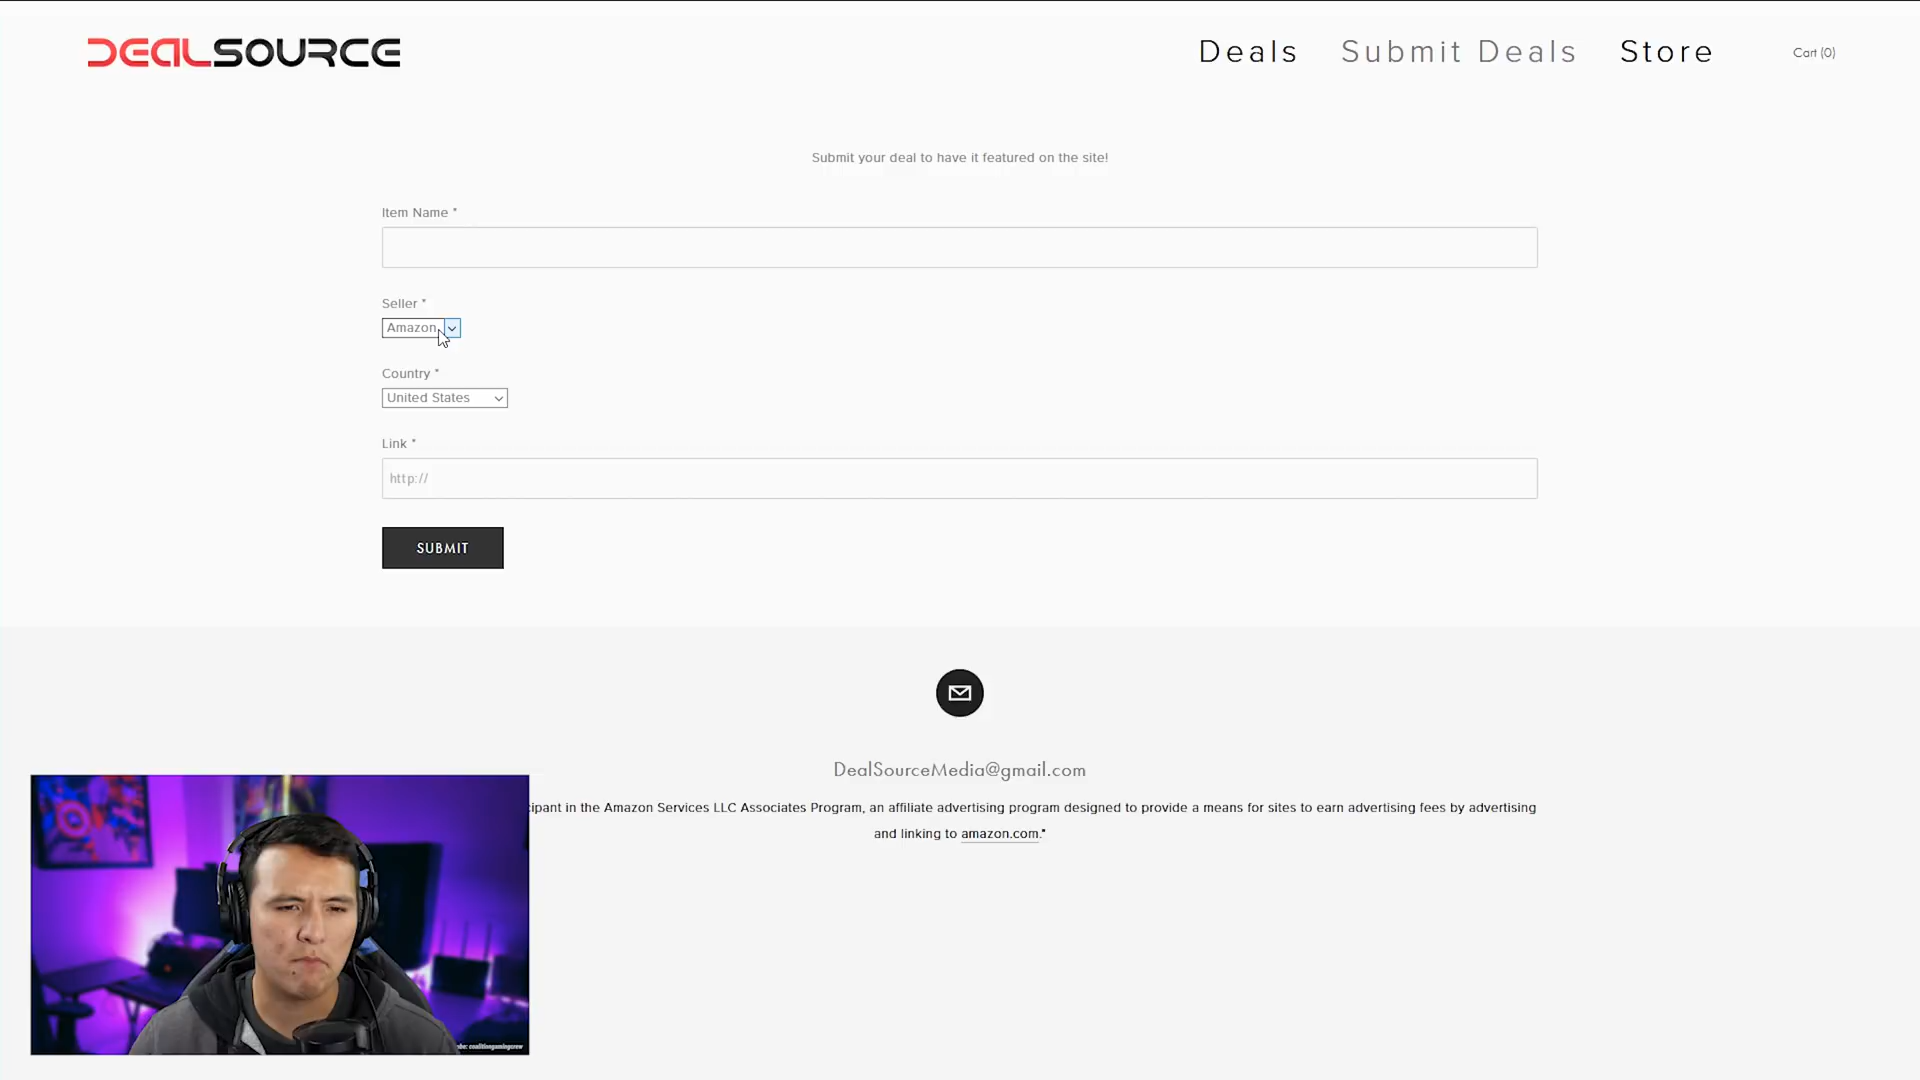 DEALSOURCE
Deals Submit Deals Store Cart (0)
Submit your deal to have it featured on the site!
Item Name *
Seller *
Amazon
Country *
United States
Link *
http://
SUBMIT
DealSourceMedia@gmail.com
in the Amazon Services LLC Associates Program, an affiliate advertising program designed to provide a means for sites to earn advertising fees by advertising
and linking to amazon.com."
coalitiongamingcrew